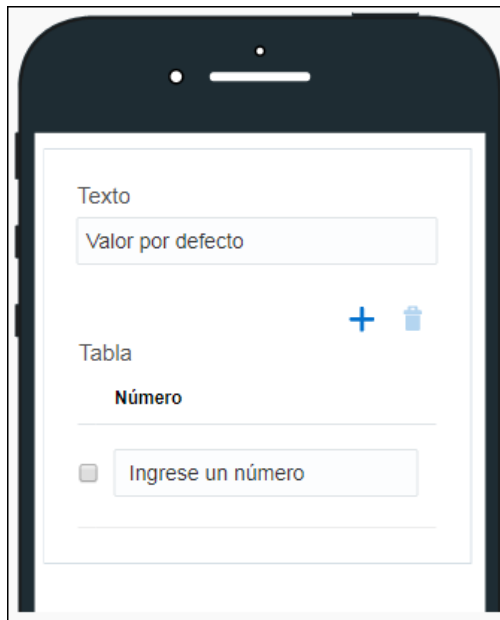 Texto
Valor por defecto
Tabla
Número
Ingrese un número